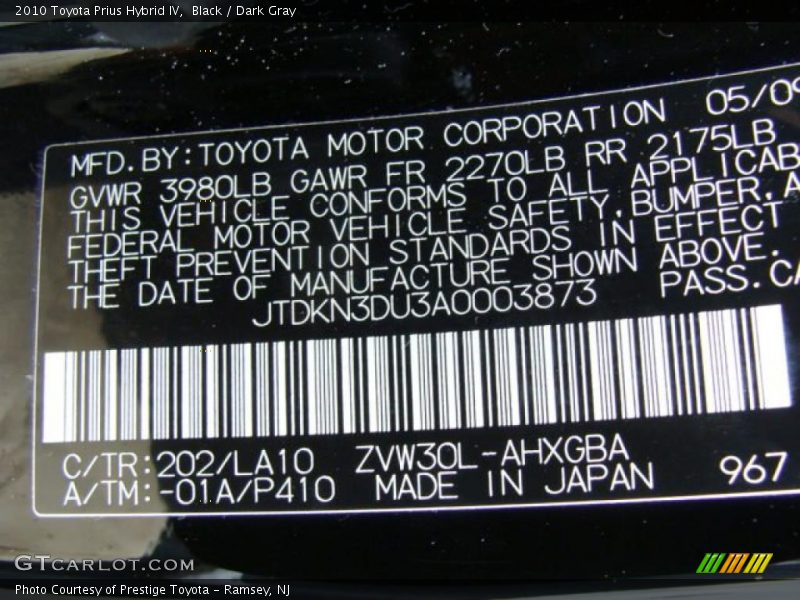 2010 Toyota Prius Hybrid IV, Black / Dark Gray
MFD.BY:TOYOTA MOTOR CORPORATION 05/09
GVWR 3980LB GAWR FR 2270LB RR 2175LB
THIS VEHICLE CONFORMS TO ALL APPLICAB
FEDERAL MOTOR VEHICLE SAFETY,BUMPER,A
THEFT PREVENTION STANDARDS IN EFFECT
THE DATE OF MANUFACTURE SHOWN ABOVE.
JTDKN3DU3A0003873 PASS.CA
C/TR:202/LA10 ZVW30L-AHXGBA
A/TM:-01A/P410 MADE IN JAPAN 967
GTCARLOT.COM
Photo Courtesy of Prestige Toyota - Ramsey, NJ